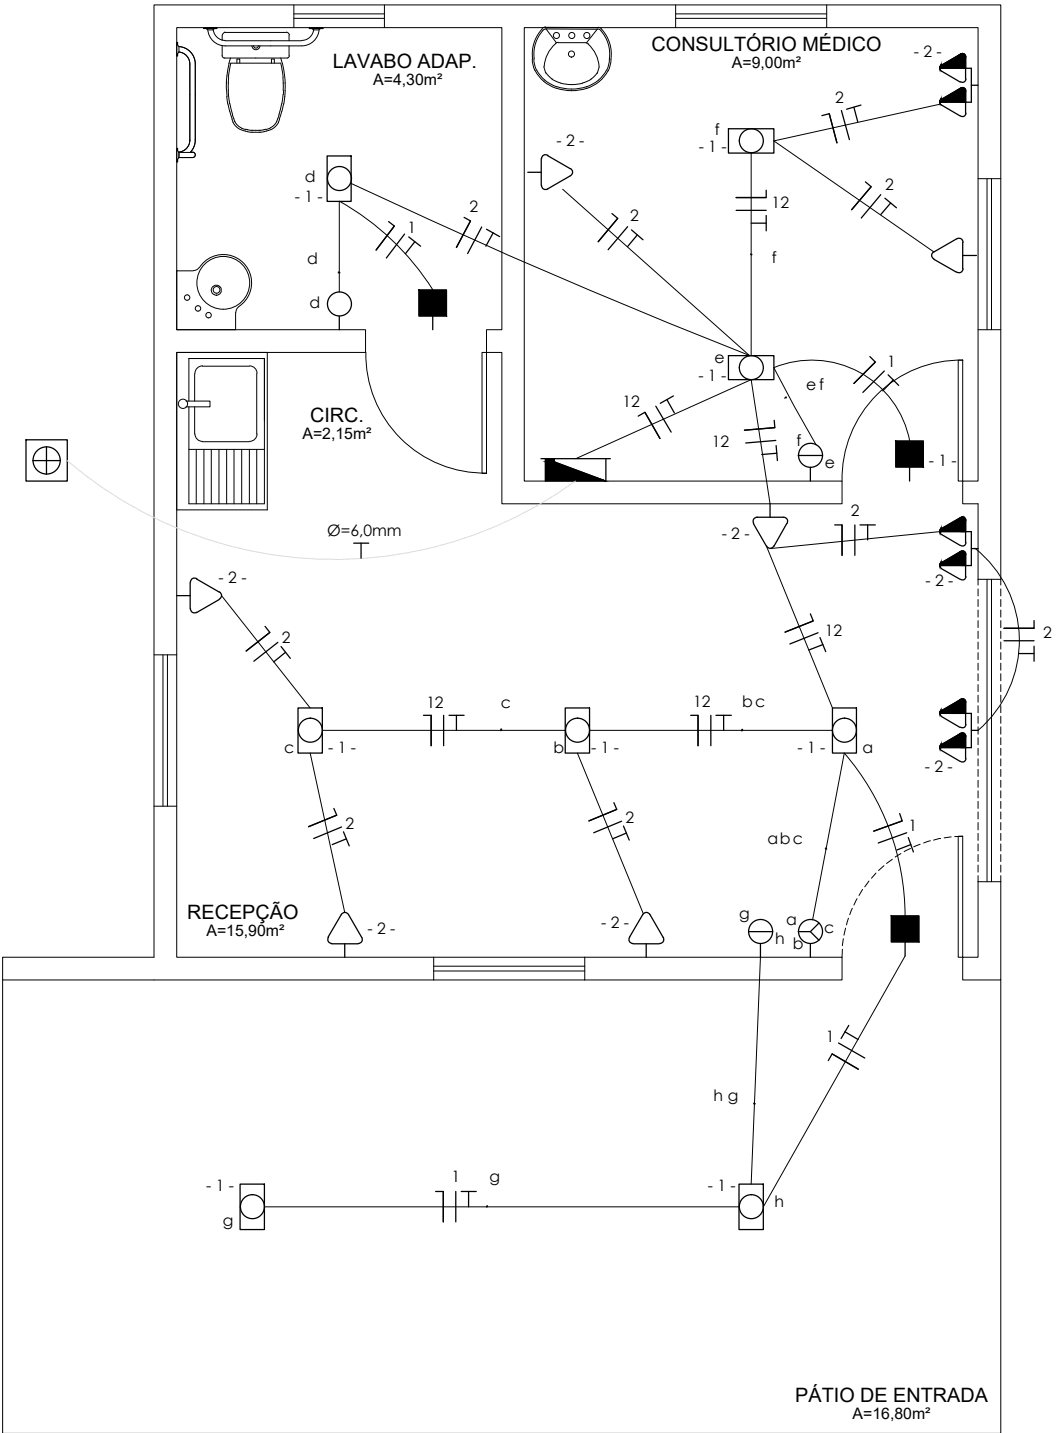 LAVABO ADAP.
A=4,30m²
CONSULTÓRIO MÉDICO
A=9,00m²
-2-
2
f
-1-
-2-
2
d
-1-
2
1
2
12
f
d
d
e
-1-
ef
1
12
12
f
e
-1-
CIRC.
A=2,15m²
Ø=6,0mm
2
-2-
-2-
-2-
2
12
2
12
c
12
bc
c
-1-
b
-1-
-1-
a
-2-
2
2
abc
1
RECEPÇÃO
A=15,90m²
-2-
-2-
g
h
a
b
c
1
hg
-1-
g
1
g
-1-
h
PÁTIO DE ENTRADA
A=16,80m²